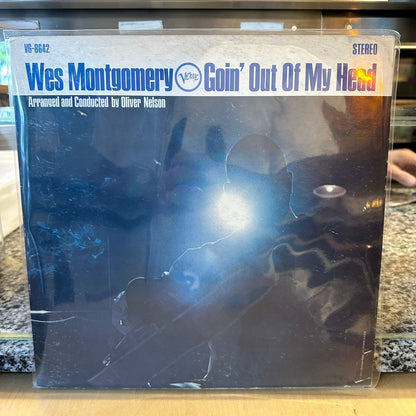 V6-8642 STEREO
Wes Montgomery Verve Goin' Out Of My Head
Arranged and Conducted by Oliver Nelson